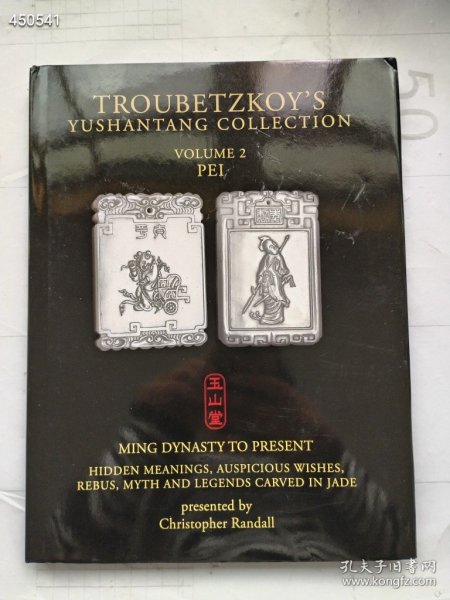 450541
TROUBETZKOY'S
YUSHANTANG COLLECTION
VOLUME 2
PEI
玉山堂
MING DYNASTY TO PRESENT
HIDDEN MEANINGS, AUSPICIOUS WISHES,
REBUS, MYTH AND LEGENDS CARVED IN JADE
presented by
Christopher Randall
孔夫子旧书网
www.kongfz.com